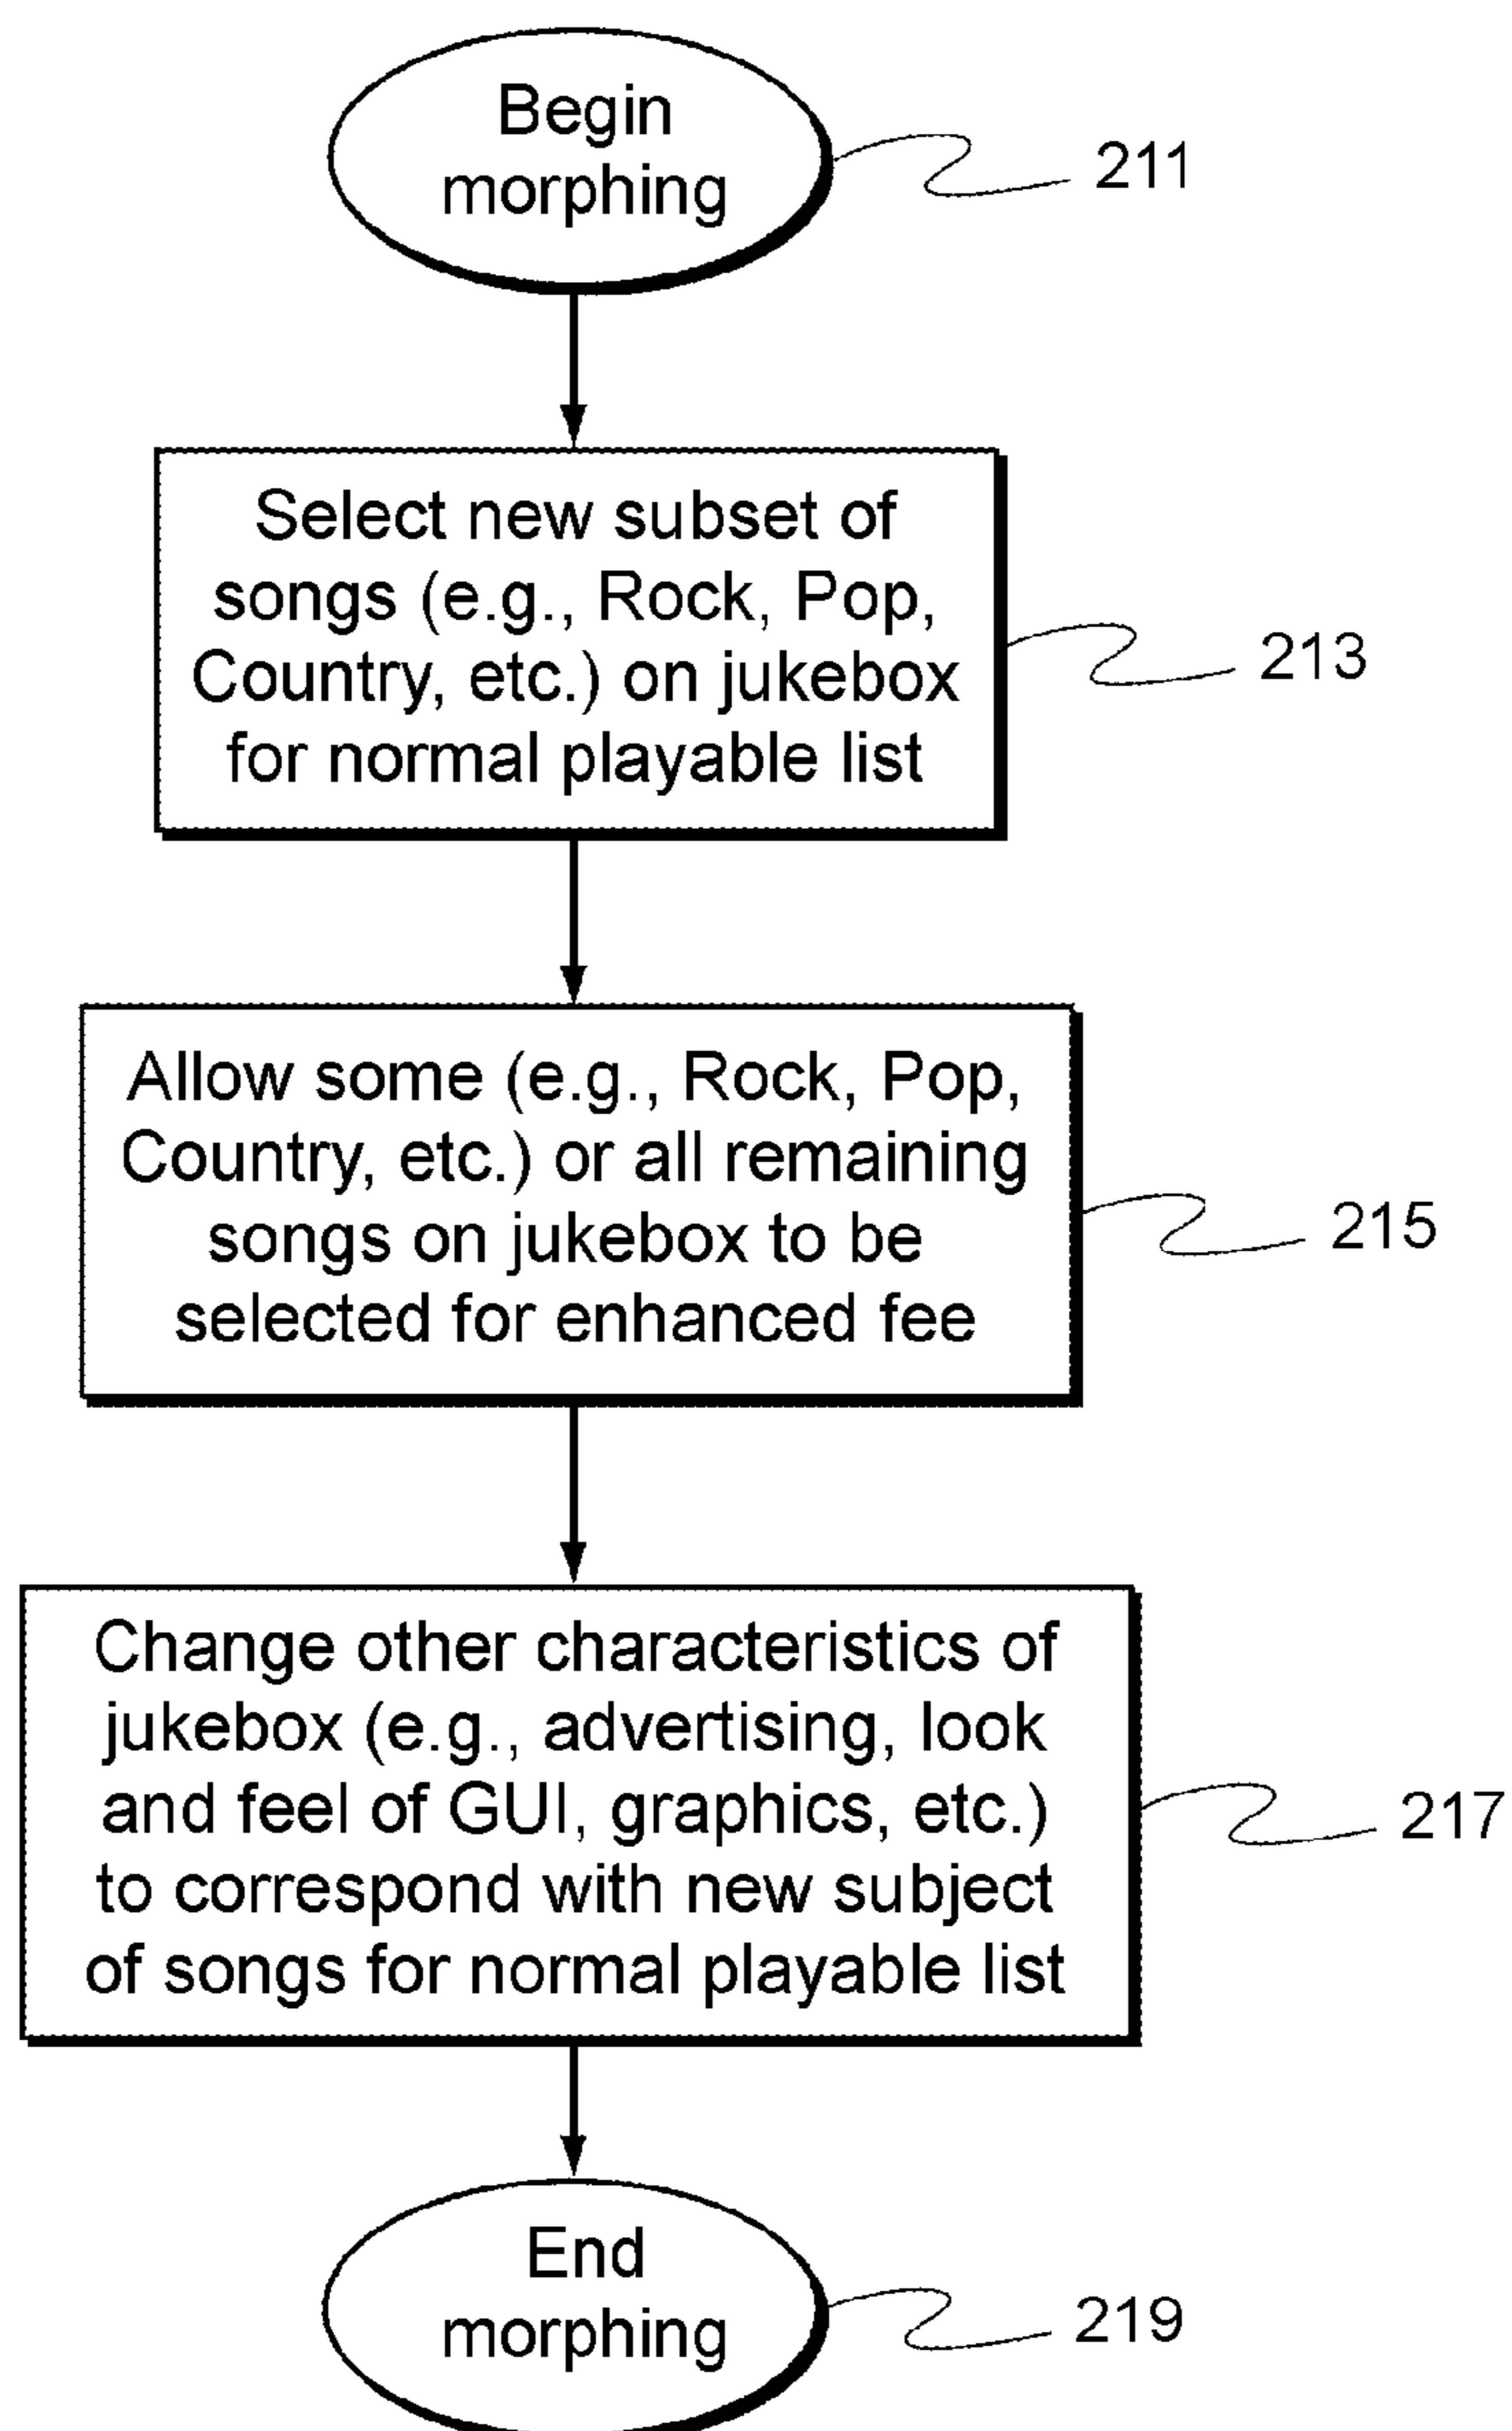 Begin
morphing
211
Select new subset of
songs (e.g., Rock, Pop,
Country, etc.) on jukebox
for normal playable list
213
Allow some (e.g., Rock, Pop,
Country, etc.) or all remaining
songs on jukebox to be
selected for enhanced fee
215
Change other characteristics of
jukebox (e.g., advertising, look
and feel of GUI, graphics, etc.)
to correspond with new subject
of songs for normal playable list
217
End
morphing
219